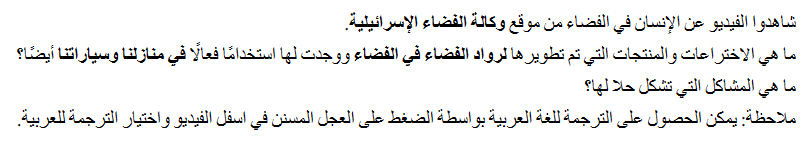 شاهدوا الفيديو عن الإنسان في الفضاء من موقع وكالة الفضاء الإسرائيلية.
ما هي الاختراعات والمنتجات التي تم تطويرها لرواد الفضاء في الفضاء ووجدت لها استخدامًا فعالًا في منازلنا وسياراتنا أيضًا؟
ما هي المشاكل التي تشكل حلا لها؟
ملاحظة: يمكن الحصول على الترجمة للغة العربية بواسطة الضغط على العجل المسنن في اسفل الفيديو واختيار الترجمة للعربية.